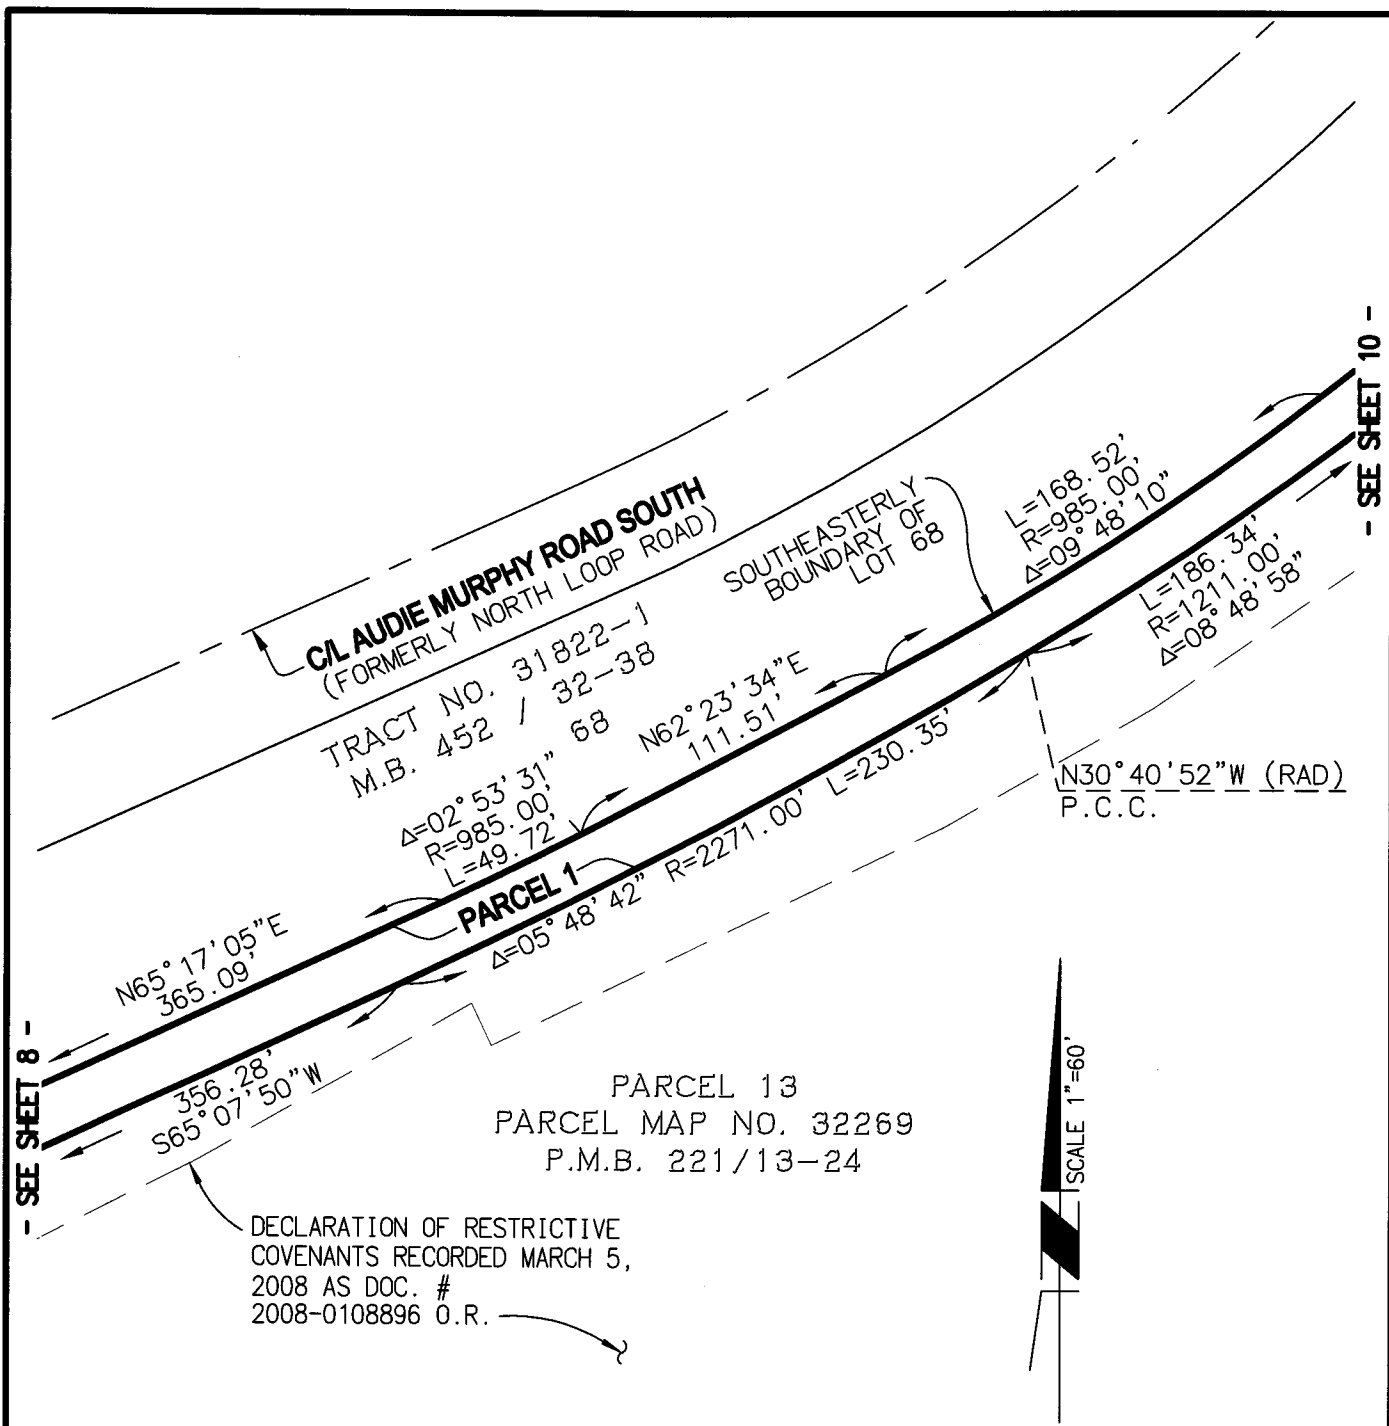 - SEE SHEET 10 -
C/L AUDIE MURPHY ROAD SOUTH
(FORMERLY NORTH LOOP ROAD)
TRACT NO. 31822-1
M.B. 452 / 32-38
68
SOUTHEASTERLY
BOUNDARY OF
LOT 68
L=168.52'
R=985.00'
Δ=09°48'10"
L=186.34'
R=1211.00'
Δ=08°48'58"
N62°23'34"E
111.51'
Δ=02°53'31"
R=985.00'
L=49.72'
N30°40'52"W (RAD)
P.C.C.
PARCEL 1
Δ=05°48'42" R=2271.00' L=230.35'
N65°17'05"E
365.09'
- SEE SHEET 8 -
356.28'
S65°07'50"W
PARCEL 13
PARCEL MAP NO. 32269
P.M.B. 221/13-24
SCALE 1"=60'
DECLARATION OF RESTRICTIVE
COVENANTS RECORDED MARCH 5,
2008 AS DOC. #
2008-0108896 O.R.